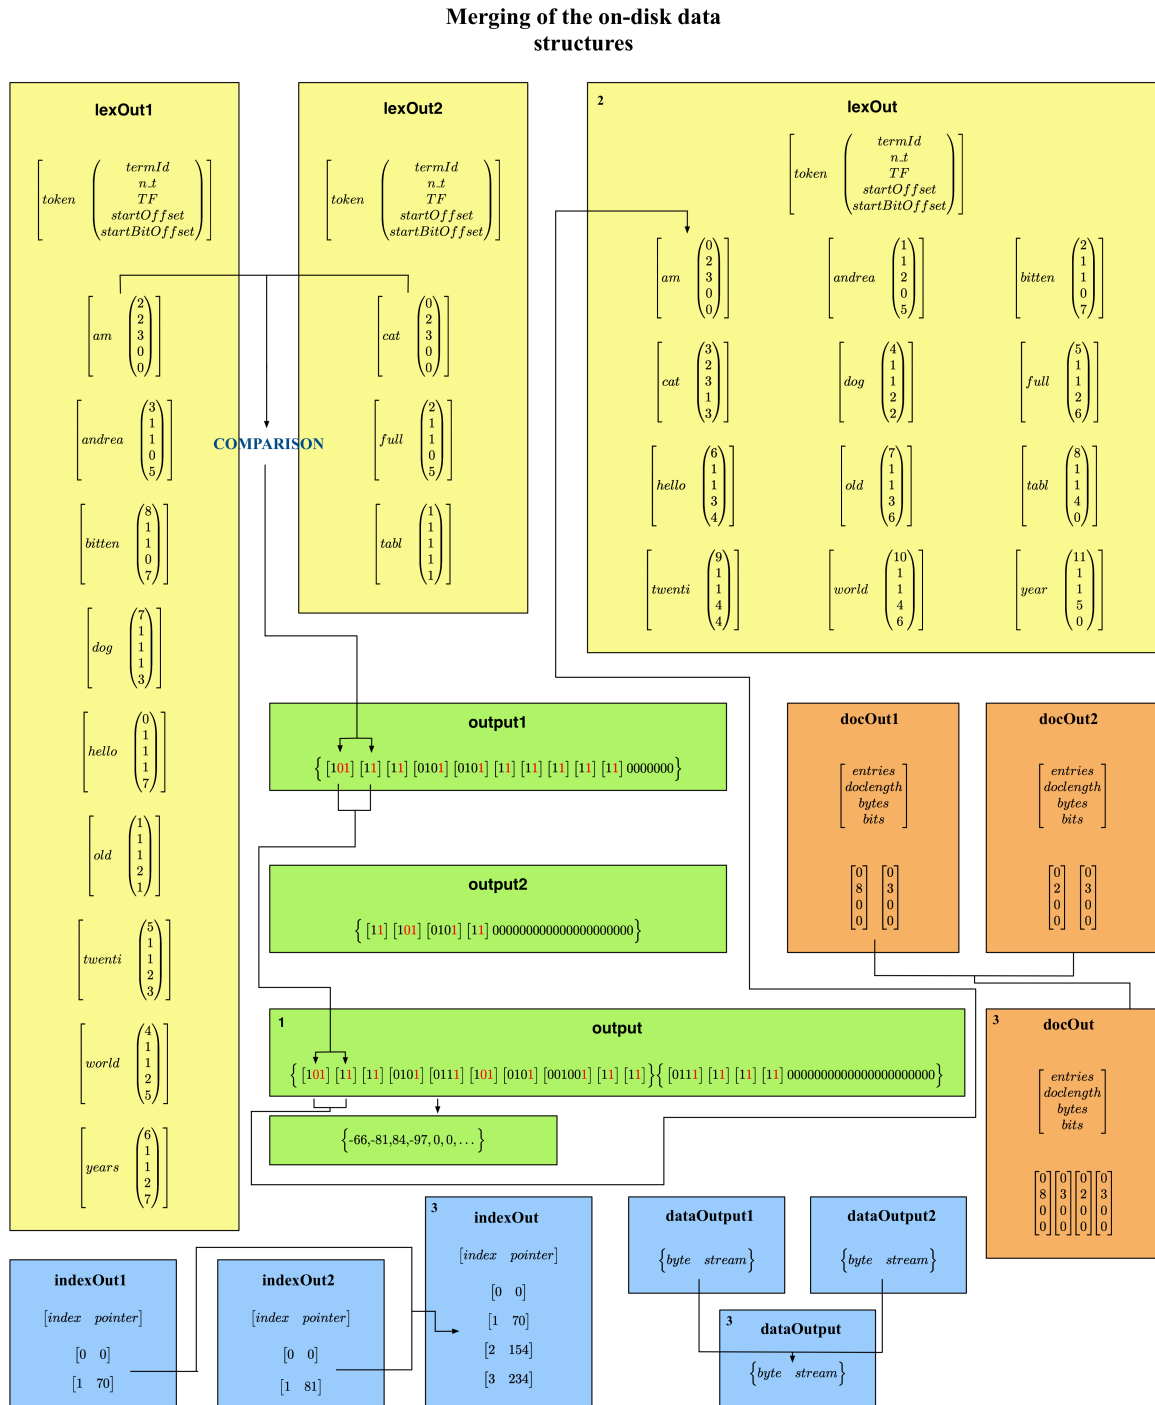 Merging of the on-disk data
structures
lexOut1
token termId n_t TF startOffset startBitOffset
am 2 2 3 0 0
andrea 3 1 1 0 5
bitten 8 1 1 0 7
dog 7 1 1 1 3
hello 0 1 1 1 7
old 1 1 1 2 1
twenti 5 1 1 2 3
world 4 1 1 2 5
years 6 1 1 2 7
lexOut2
token termId n_t TF startOffset startBitOffset
cat 0 2 3 0 0
full 2 1 1 0 5
tabl 1 1 1 1 1
COMPARISON
2
lexOut
token termId n_t TF startOffset startBitOffset
am 0 2 3 0 0
andrea 1 1 2 0 5
bitten 2 1 1 0 7
cat 3 2 3 1 3
dog 4 1 1 2 2
full 5 1 1 2 6
hello 6 1 1 3 4
old 7 1 1 3 6
tabl 8 1 1 4 0
twenti 9 1 1 4 4
world 10 1 1 4 6
year 11 1 1 5 0
output1
{ [101] [11] [11] [0101] [0101] [11] [11] [11] [11] [11] 0000000}
output2
{ [11] [101] [0101] [11] 000000000000000000000}
1
output
{ [101] [11] [11] [0101] [0111] [101] [0101] [001001] [11] [11]}{ [0111] [11] [11] [11] 0000000000000000000000}
{-66,-81,84,-97, 0, 0, ...}
docOut1
entries
doclength
bytes
bits
0 0
8 3
0 0
0 0
docOut2
entries
doclength
bytes
bits
0 0
2 3
0 0
0 0
3
docOut
entries
doclength
bytes
bits
0 0 0 0
8 3 2 3
0 0 0 0
0 0 0 0
indexOut1
[index pointer]
[0 0]
[1 70]
indexOut2
[index pointer]
[0 0]
[1 81]
3
indexOut
[index pointer]
[0 0]
[1 70]
[2 154]
[3 234]
dataOutput1
{byte stream}
dataOutput2
{byte stream}
3
dataOutput
{byte stream}